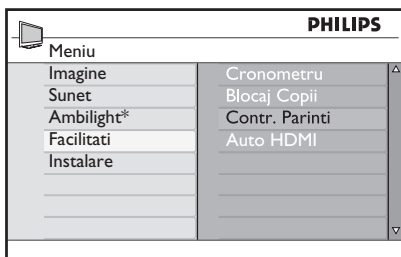 PHILIPS
Meniu
Imagine
Sunet
Ambilight*
Facilitati
Instalare
Cronometru
Blocaj Copii
Contr. Parinti
Auto HDMI